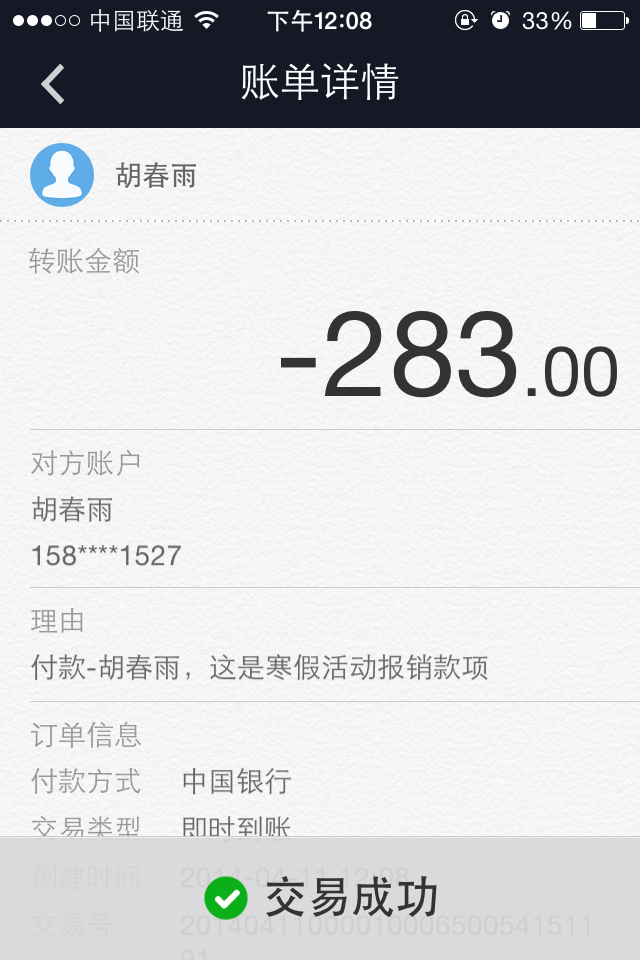 中国联通 下午12:08 33%
账单详情
胡春雨
转账金额
-283.00
对方账户
胡春雨
158****1527
理由
付款-胡春雨，这是寒假活动报销款项
订单信息
付款方式 中国银行
交易类型 即时到账
创建时间 2014-04-11 12:08
交易成功
交易号 20140411000010006500541511
91